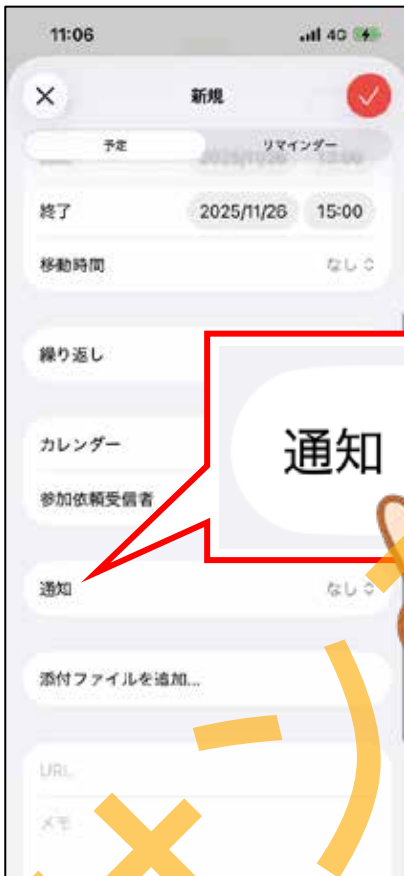 11:06 4G
新規
予定 リマインダー
終了 2025/11/26 15:00
移動時間 なし
繰り返し
カレンダー
通知
参加依頼受信者
通知 なし
添付ファイルを追加...
URL
メモ